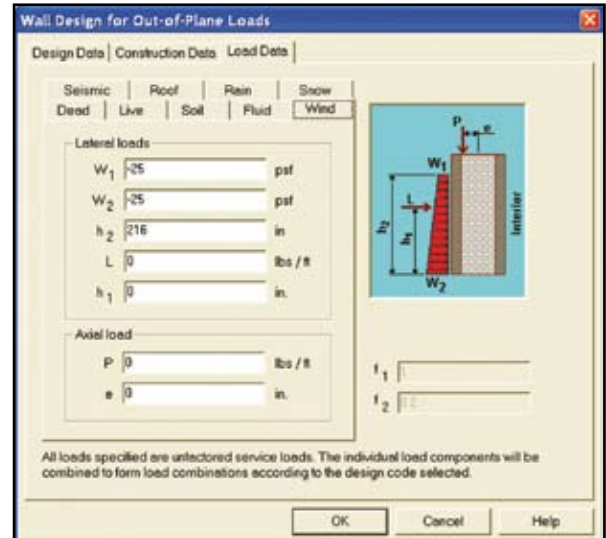 Wall Design for Out-of-Plane Loads
Design Data Construction Data Load Data
Seismic Roof Rain Snow
Dead Live Soil Fluid Wind
Lateral loads
W1 -25 psf
W2 -25 psf
h2 216 in
L 0 lbs / ft
h1 0 in.
Axial load
P 0 lbs / ft
e 0 in.
P e
W1
L
h2 h1
Interior
W2
f1 1
f2
All loads specified are unfactored service loads. The individual load components will be
combined to form load combinations according to the design code selected.
OK Cancel Help